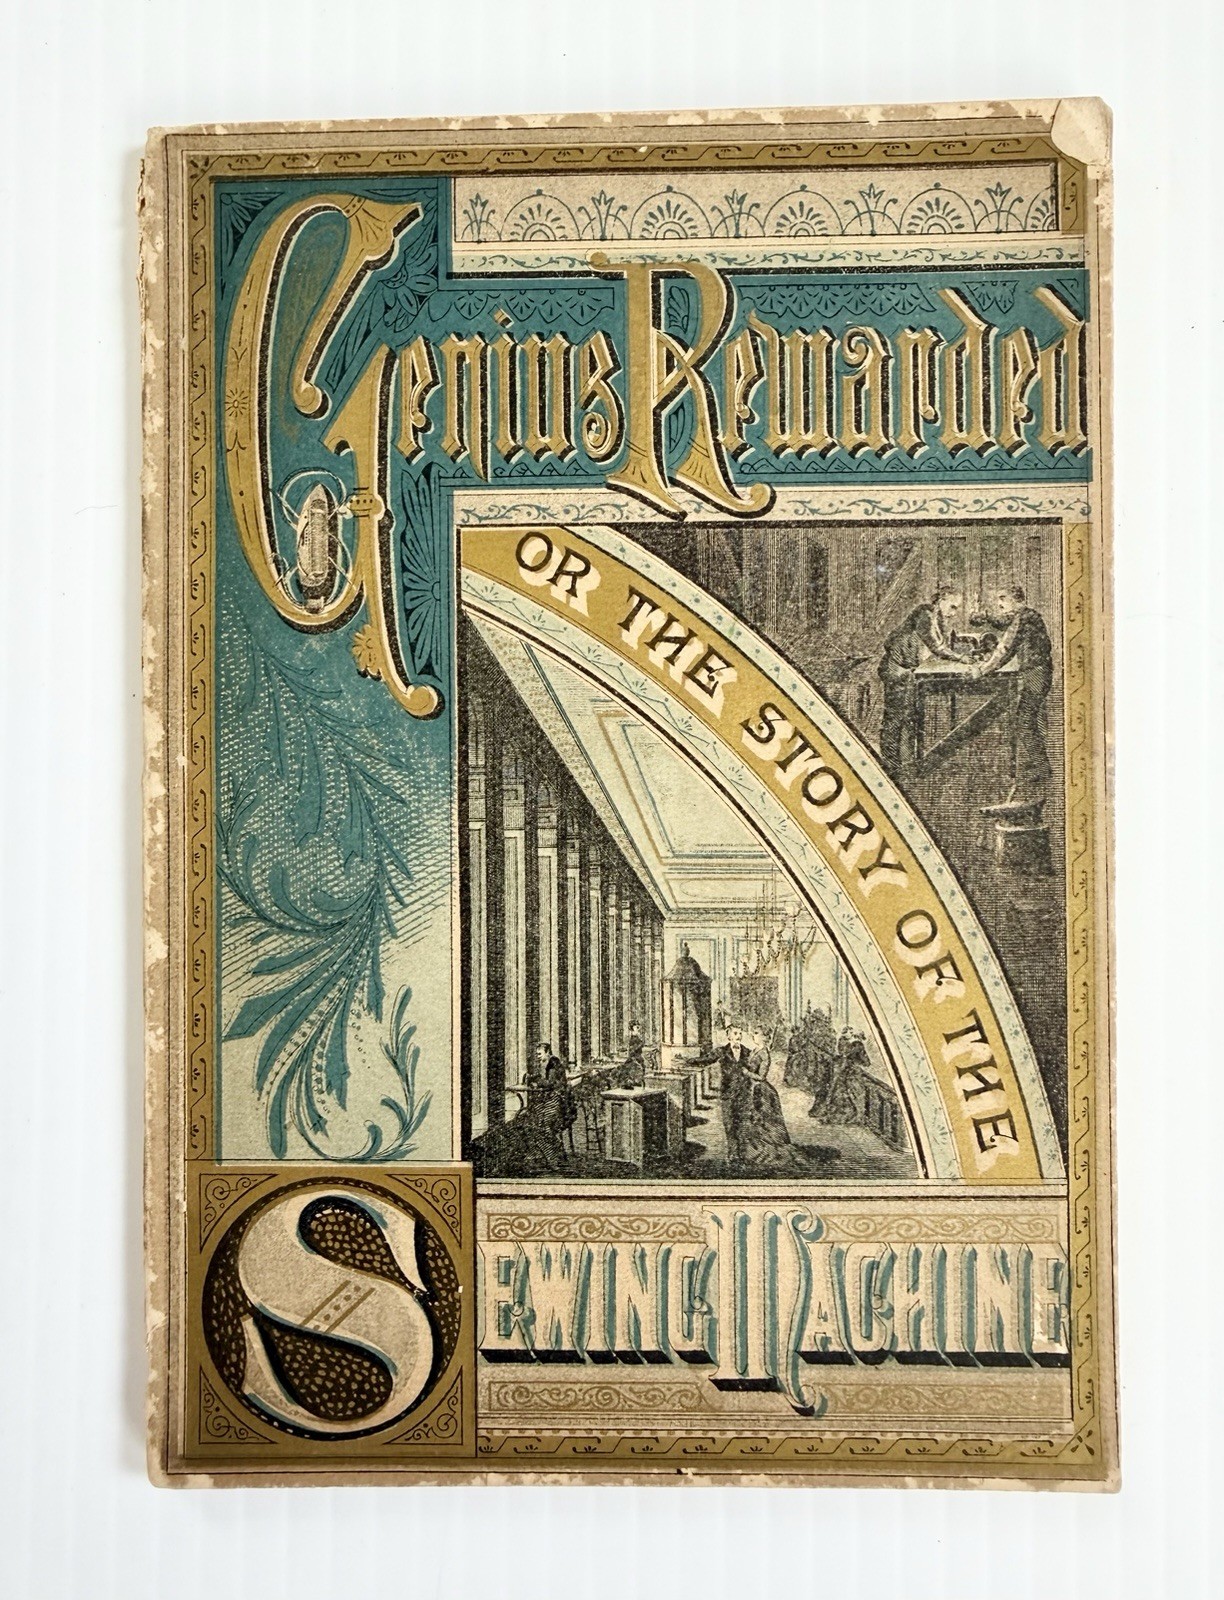 Genius Rewarded
OR THE STORY OF THE
SEWING MACHINE